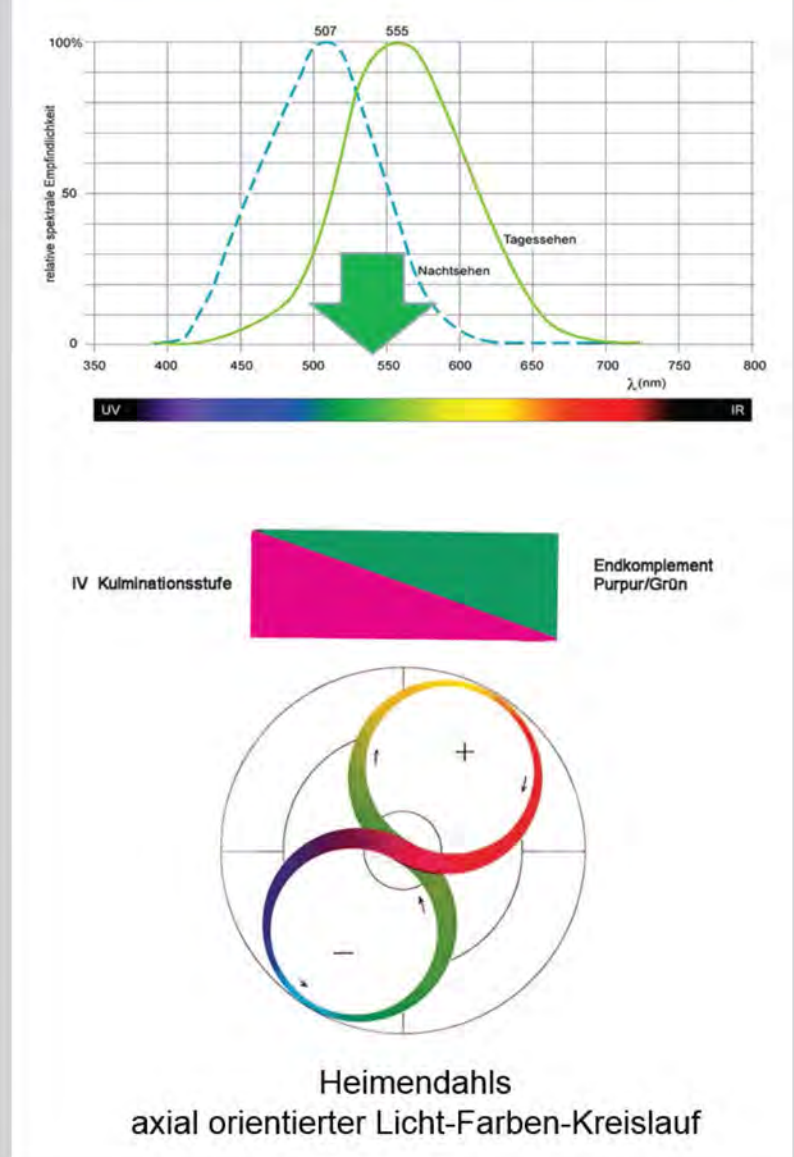 507 555
100%
relative spektrale Empfindlichkeit
50
Tagessehen
Nachtsehen
0
350 400 450 500 550 600 650 700 750 800
λ (nm)
UV IR
IV Kulminationsstufe
Endkomplement
Purpur/Grün
+
–
Heimendahls
axial orientierter Licht-Farben-Kreislauf